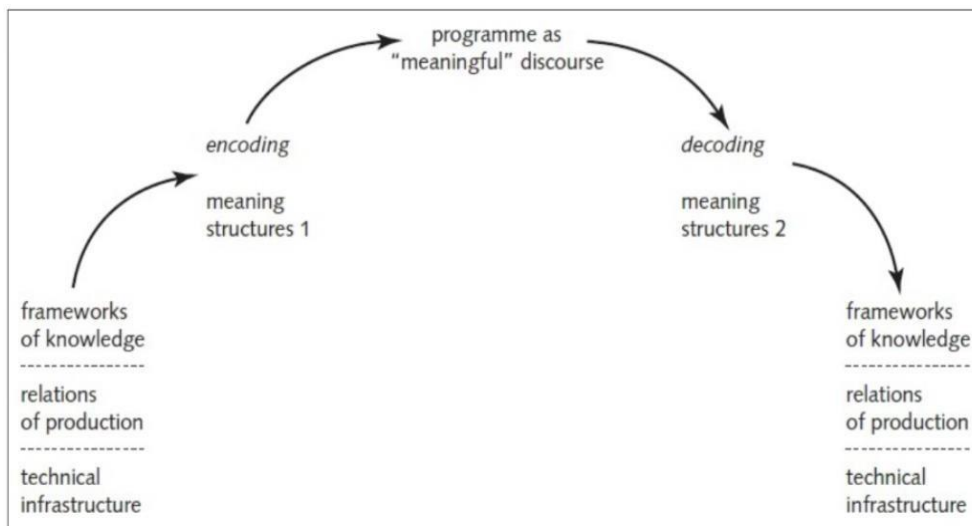 programme as
“meaningful” discourse
encoding
decoding
meaning
structures 1
meaning
structures 2
frameworks
of knowledge
relations
of production
technical
infrastructure
frameworks
of knowledge
relations
of production
technical
infrastructure